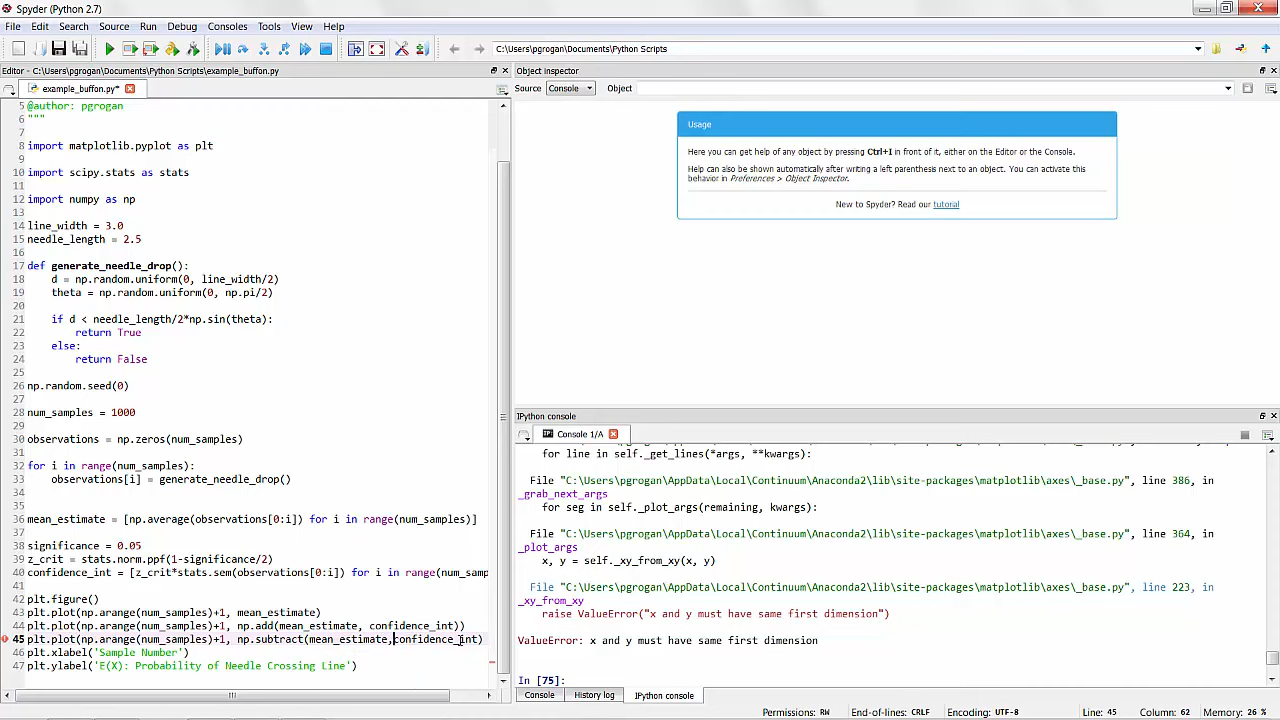 Spyder (Python 2.7)
File Edit Search Source Run Debug Consoles Tools View Help
C:\Users\pgrogan\Documents\Python Scripts
Editor - C:\Users\pgrogan\Documents\Python Scripts\example_buffon.py
example_buffon.py*
5 @author: pgrogan
6 """
7
8 import matplotlib.pyplot as plt
9
10 import scipy.stats as stats
11
12 import numpy as np
13
14 line_width = 3.0
15 needle_length = 2.5
16
17 def generate_needle_drop():
18 d = np.random.uniform(0, line_width/2)
19 theta = np.random.uniform(0, np.pi/2)
20
21 if d < needle_length/2*np.sin(theta):
22 return True
23 else:
24 return False
25
26 np.random.seed(0)
27
28 num_samples = 1000
29
30 observations = np.zeros(num_samples)
31
32 for i in range(num_samples):
33 observations[i] = generate_needle_drop()
34
35
36 mean_estimate = [np.average(observations[0:i]) for i in range(num_samples)]
37
38 significance = 0.05
39 z_crit = stats.norm.ppf(1-significance/2)
40 confidence_int = [z_crit*stats.sem(observations[0:i]) for i in range(num_samp
41
42 plt.figure()
43 plt.plot(np.arange(num_samples)+1, mean_estimate)
44 plt.plot(np.arange(num_samples)+1, np.add(mean_estimate, confidence_int))
45 plt.plot(np.arange(num_samples)+1, np.subtract(mean_estimate,confidence_int)
46 plt.xlabel('Sample Number')
47 plt.ylabel('E(X): Probability of Needle Crossing Line')
Object Inspector
Source Console Object
Usage
Here you can get help of any object by pressing Ctrl+I in front of it, either on the Editor or the Console.
Help can also be shown automatically after writing a left parenthesis next to an object. You can activate this
behavior in Preferences > Object Inspector.
New to Spyder? Read our tutorial
IPython console
Console 1/A
for line in self._get_lines(*args, **kwargs):
File "C:\Users\pgrogan\AppData\Local\Continuum\Anaconda2\lib\site-packages\matplotlib\axes\_base.py", line 386, in
_grab_next_args
for seg in self._plot_args(remaining, kwargs):
File "C:\Users\pgrogan\AppData\Local\Continuum\Anaconda2\lib\site-packages\matplotlib\axes\_base.py", line 364, in
_plot_args
x, y = self._xy_from_xy(x, y)
File "C:\Users\pgrogan\AppData\Local\Continuum\Anaconda2\lib\site-packages\matplotlib\axes\_base.py", line 223, in
_xy_from_xy
raise ValueError("x and y must have same first dimension")
ValueError: x and y must have same first dimension
In [75]:
Console History log IPython console
Permissions: RW End-of-lines: CRLF Encoding: UTF-8 Line: 45 Column: 62 Memory: 26 %